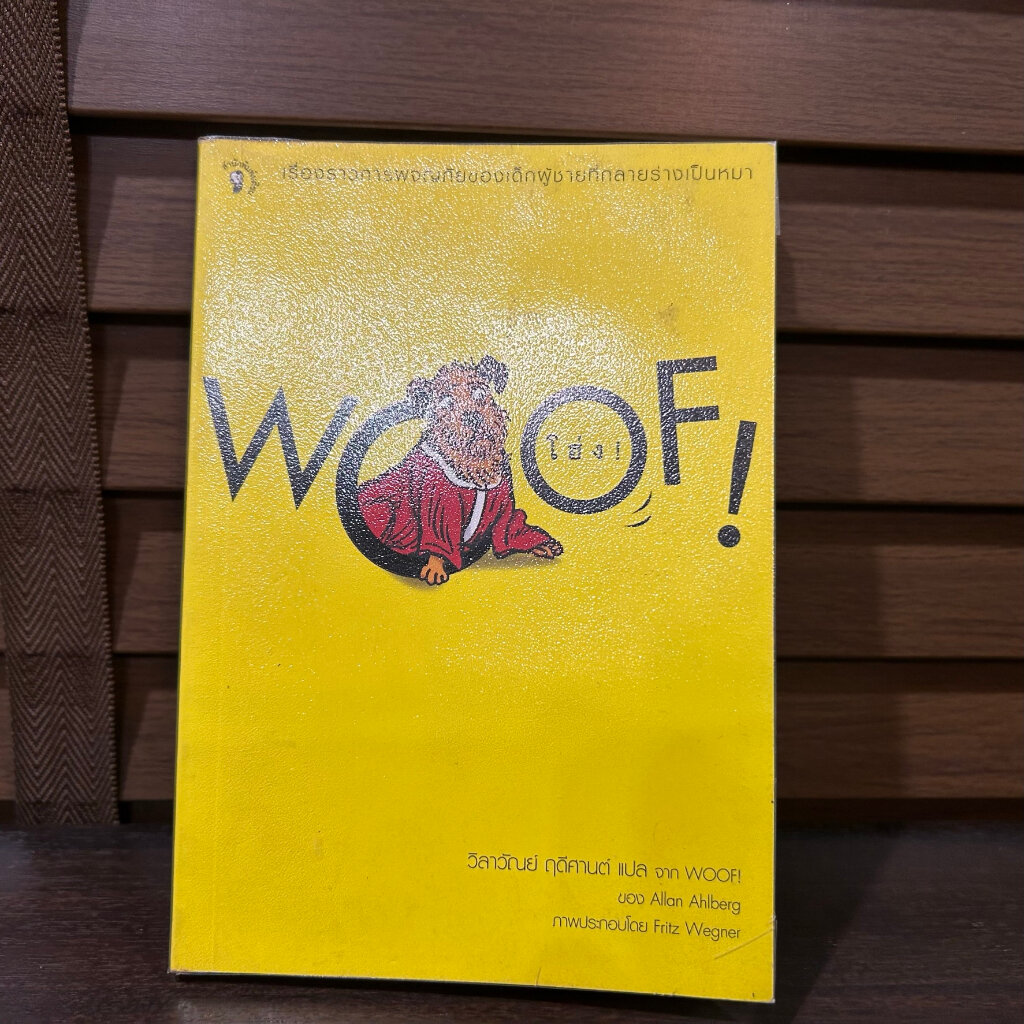 เรื่องราวการผจญภัยของเด็กผู้ชายที่กลายร่างเป็นหมา
WOOF!
โฮ่ง!
วิลาวัณย์ ฤดีศานต์ แปล จาก WOOF!
ของ Allan Ahlberg
ภาพประกอบโดย Fritz Wegner